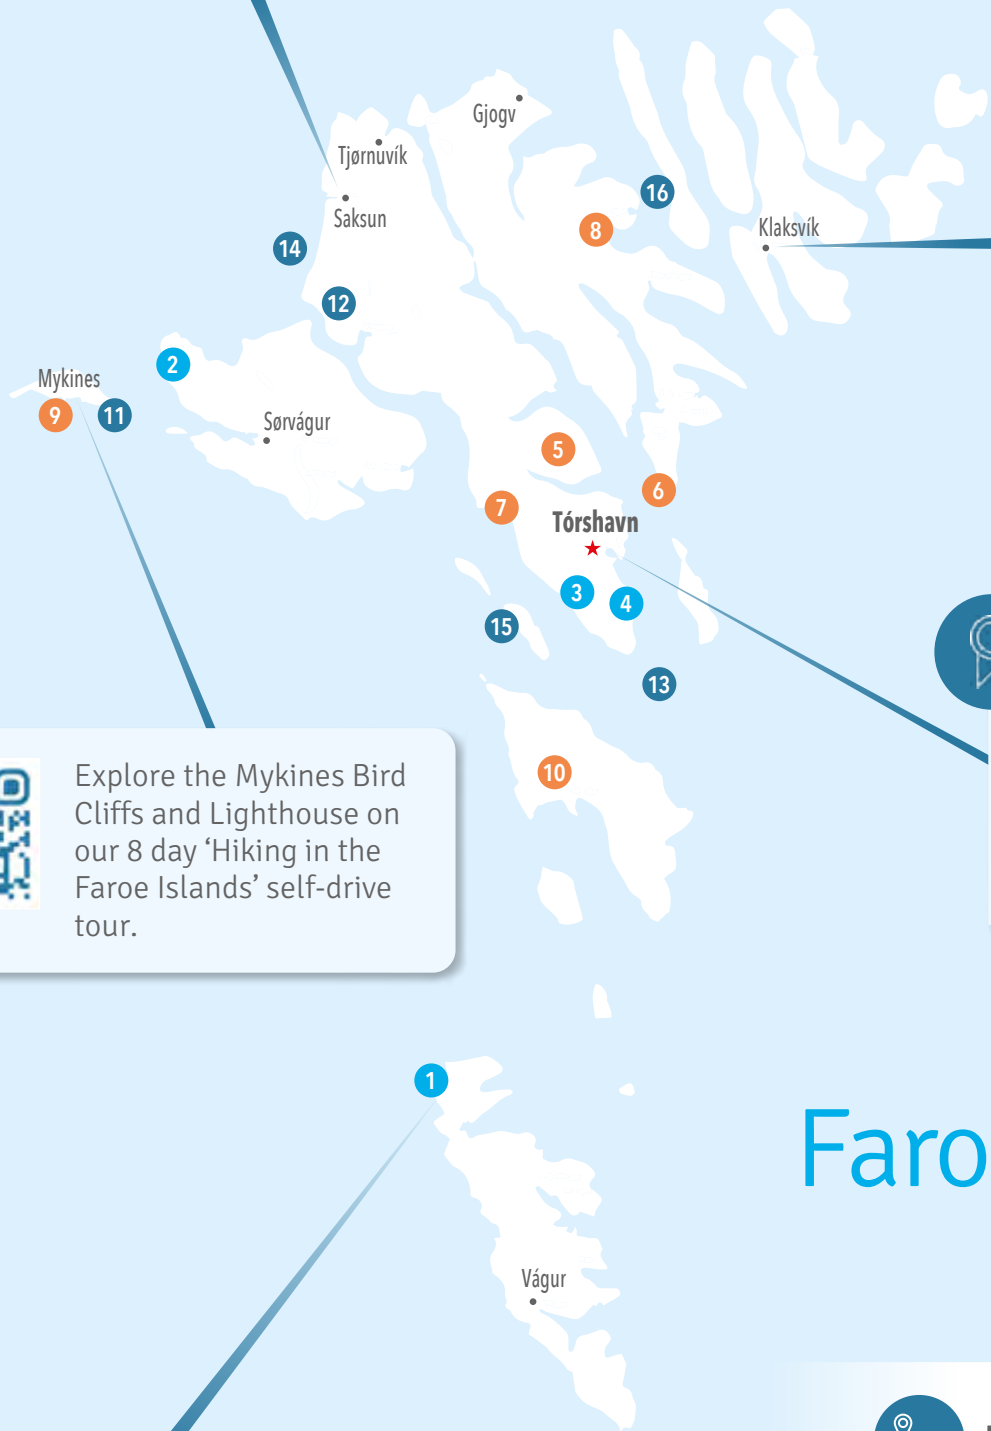 Gjogv
Tjørnuvík
16
Saksun
8
Klaksvík
14
12
2
Mykines
9
11
Sørvágur
5
6
7
Tórshavn
3
4
15
13
Explore the Mykines Bird
Cliffs and Lighthouse on
our 8 day ‘Hiking in the
Faroe Islands’ self-drive
tour.
10
1
Faro
Vágur